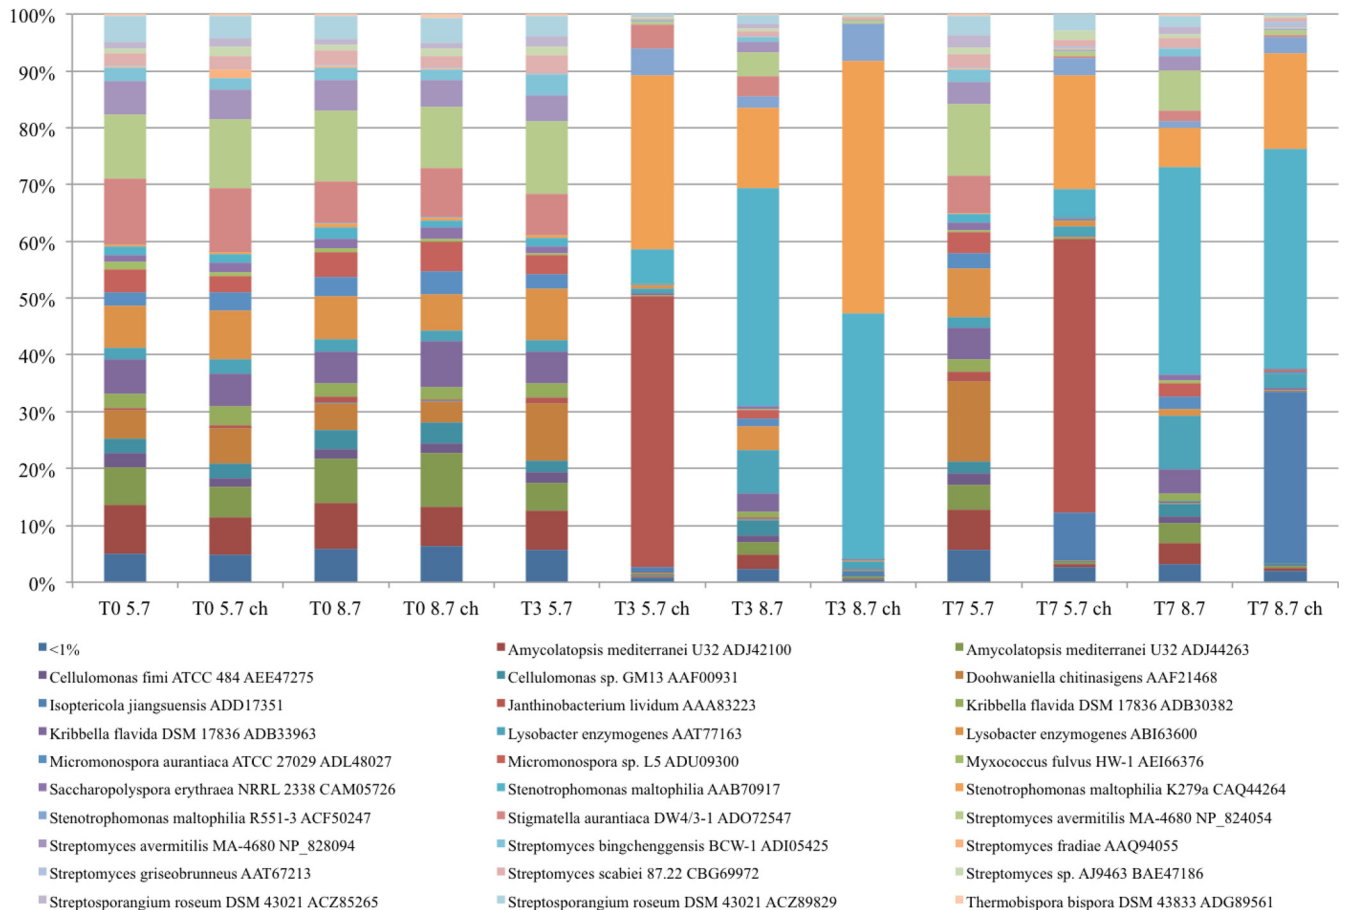 100%
90%
80%
70%
60%
50%
40%
30%
20%
10%
0%
T0 5.7 T0 5.7 ch T0 8.7 T0 8.7 ch T3 5.7 T3 5.7 ch T3 8.7 T3 8.7 ch T7 5.7 T7 5.7 ch T7 8.7 T7 8.7 ch
<1% Amycolatopsis mediterranei U32 ADJ42100 Amycolatopsis mediterranei U32 ADJ44263
Cellulomonas fimi ATCC 484 AEE47275 Cellulomonas sp. GM13 AAF00931 Doohwaniella chitinasigens AAF21468
Isoptericola jiangsuensis ADD17351 Janthinobacterium lividum AAA83223 Kribbella flavida DSM 17836 ADB30382
Kribbella flavida DSM 17836 ADB33963 Lysobacter enzymogenes AAT77163 Lysobacter enzymogenes ABI63600
Micromonospora aurantiaca ATCC 27029 ADL48027 Micromonospora sp. L5 ADU09300 Myxococcus fulvus HW-1 AEI66376
Saccharopolyspora erythraea NRRL 2338 CAM05726 Stenotrophomonas maltophilia AAB70917 Stenotrophomonas maltophilia K279a CAQ44264
Stenotrophomonas maltophilia R551-3 ACF50247 Stigmatella aurantiaca DW4/3-1 ADO72547 Streptomyces avermitilis MA-4680 NP_824054
Streptomyces avermitilis MA-4680 NP_828094 Streptomyces bingchenggensis BCW-1 ADI05425 Streptomyces fradiae AAQ94055
Streptomyces griseobrunneus AAT67213 Streptomyces scabiei 87.22 CBG69972 Streptomyces sp. AJ9463 BAE47186
Streptosporangium roseum DSM 43021 ACZ85265 Streptosporangium roseum DSM 43021 ACZ89829 Thermobispora bispora DSM 43833 ADG89561